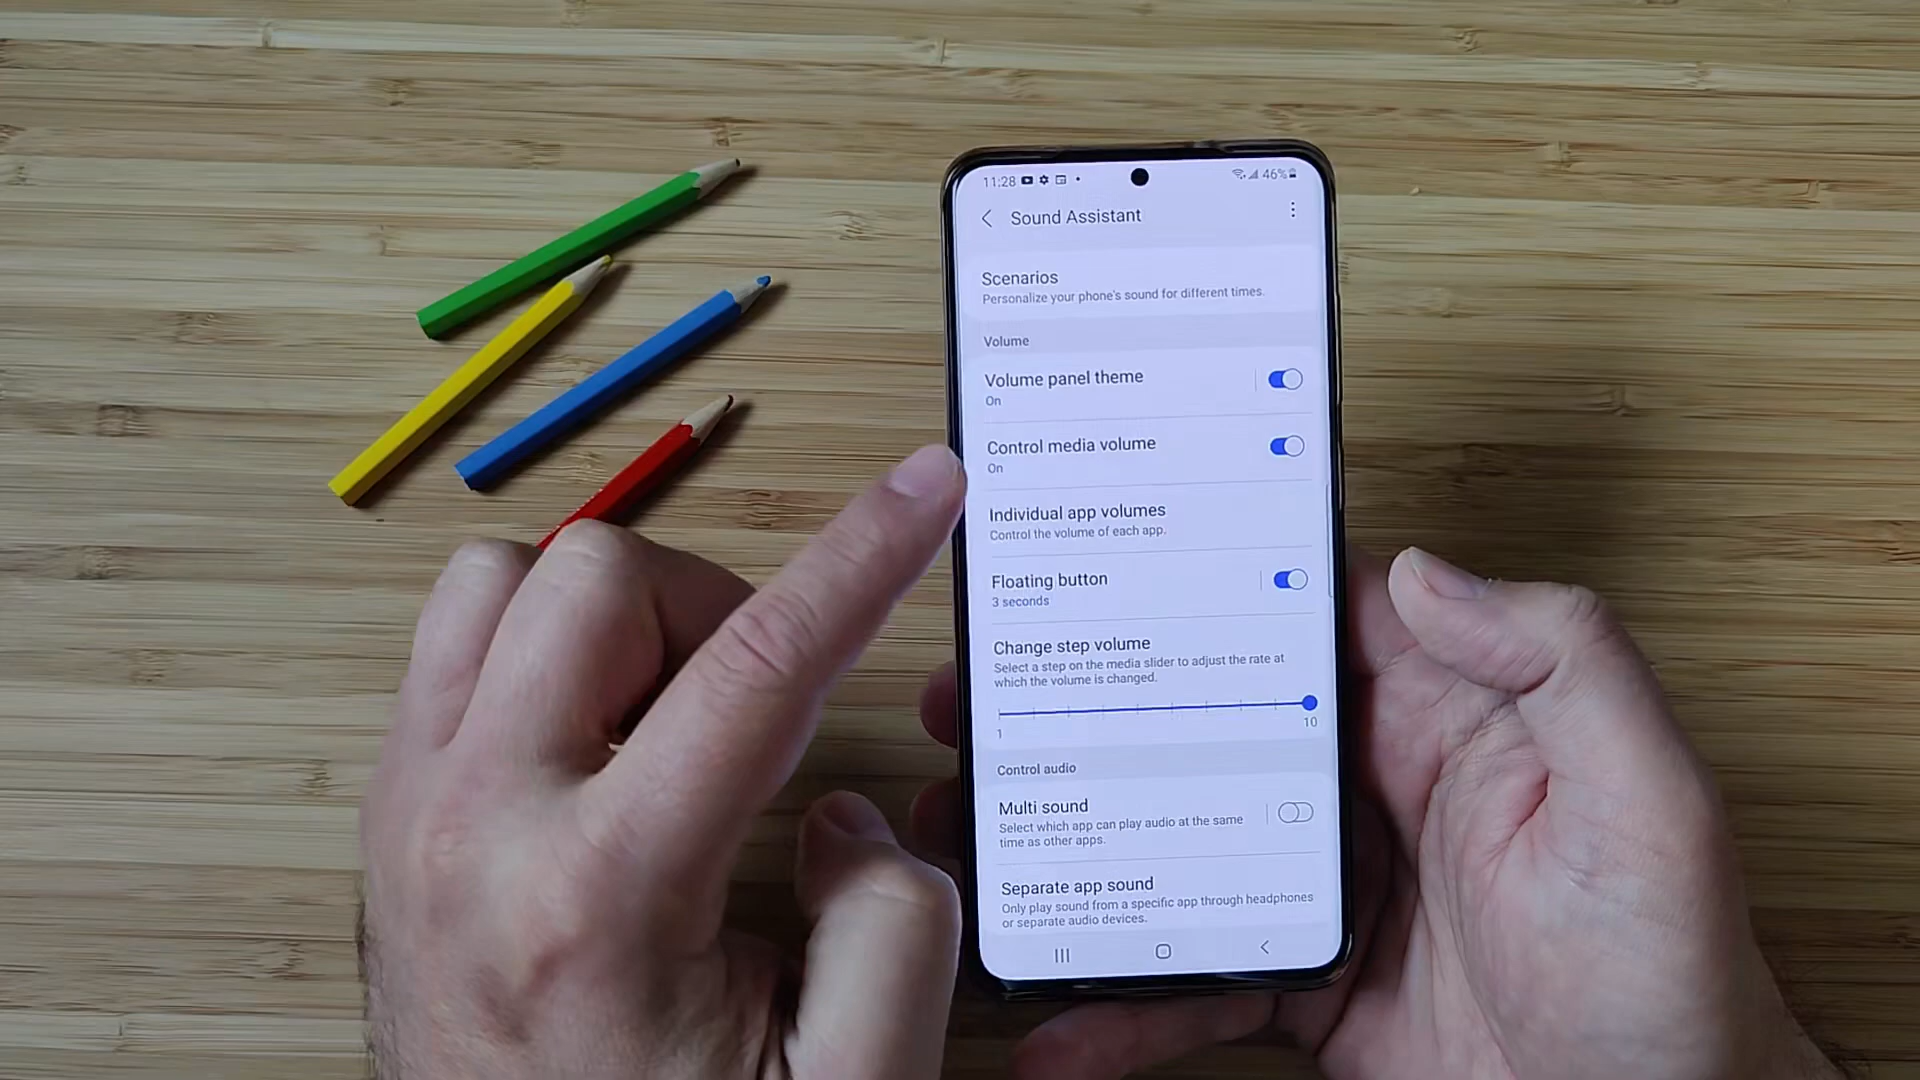 11:28 46%
Sound Assistant
Scenarios
Personalize your phone's sound for different times.
Volume
Volume panel theme
On
Control media volume
On
Individual app volumes
Control the volume of each app.
Floating button
3 seconds
Change step volume
Select a step on the media slider to adjust the rate at
which the volume is changed.
1 10
Control audio
Multi sound
Select which app can play audio at the same
time as other apps.
Separate app sound
Only play sound from a specific app through headphones
or separate audio devices.